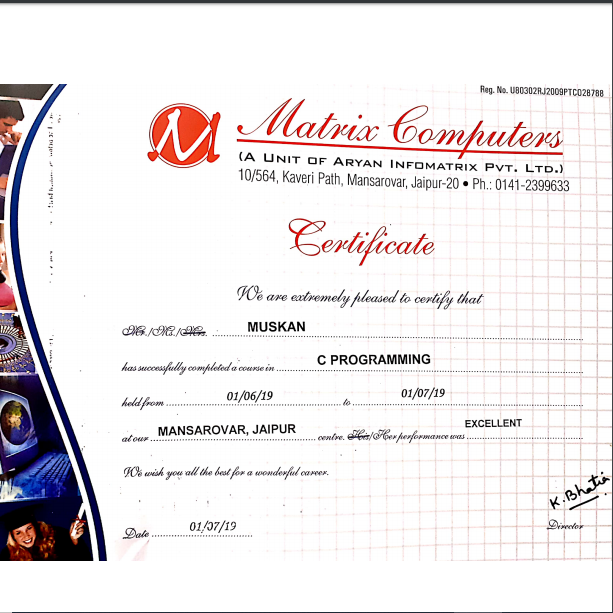 Reg. No. U80302RJ2009PTC028788
M
Matrix Computers
(A UNIT OF ARYAN INFOMATRIX PVT. LTD.)
10/564, Kaveri Path, Mansarovar, Jaipur-20 • Ph.: 0141-2399633
Certificate
We are extremely pleased to certify that
Mr./Ms./Mrs. MUSKAN
has successfully completed a course in C PROGRAMMING
held from 01/06/19 to 01/07/19
at our MANSAROVAR, JAIPUR centre. His/Her performance was EXCELLENT
We wish you all the best for a wonderful career.
K. Bhatia
Date 01/07/19 Director